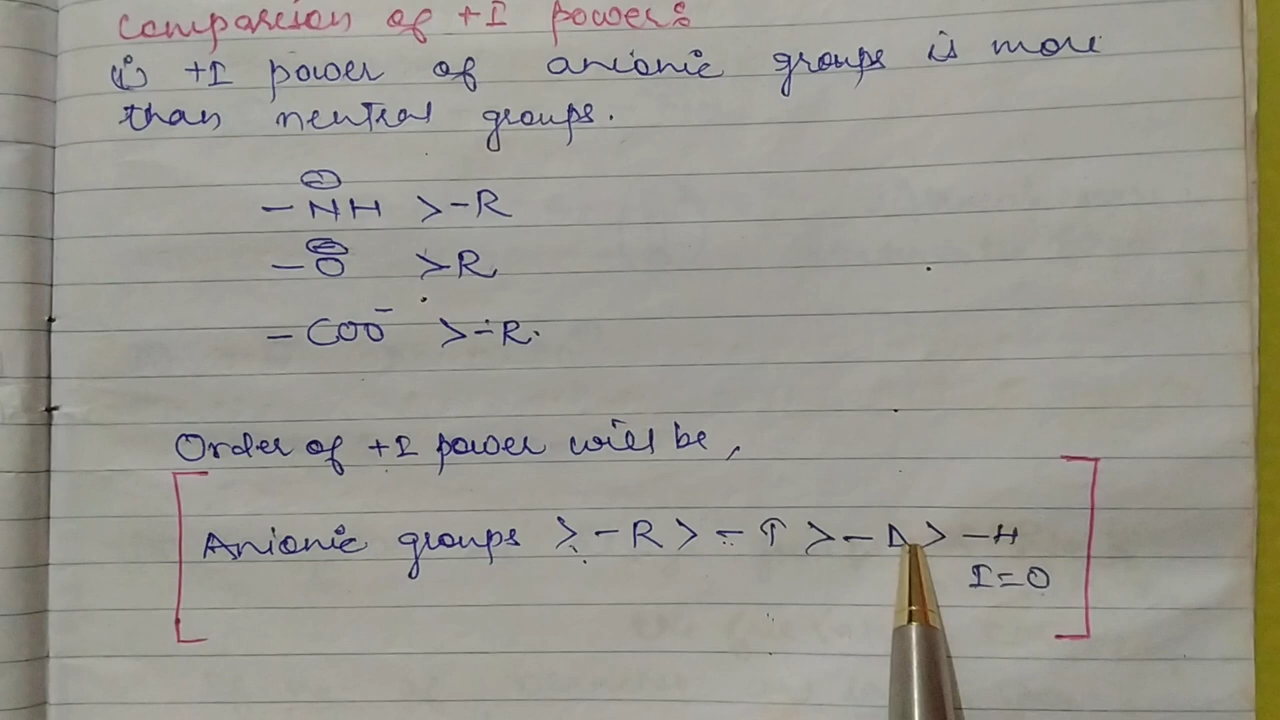 Comparsion of +I power:
(i) +I power of anionic groups is more
than neutral groups.
⊖
– NH > –R
⊖
– O > R
– COO⁻ > –R.
Order of +I power will be,
Anionic groups > –R > –T > –D > –H
I=0